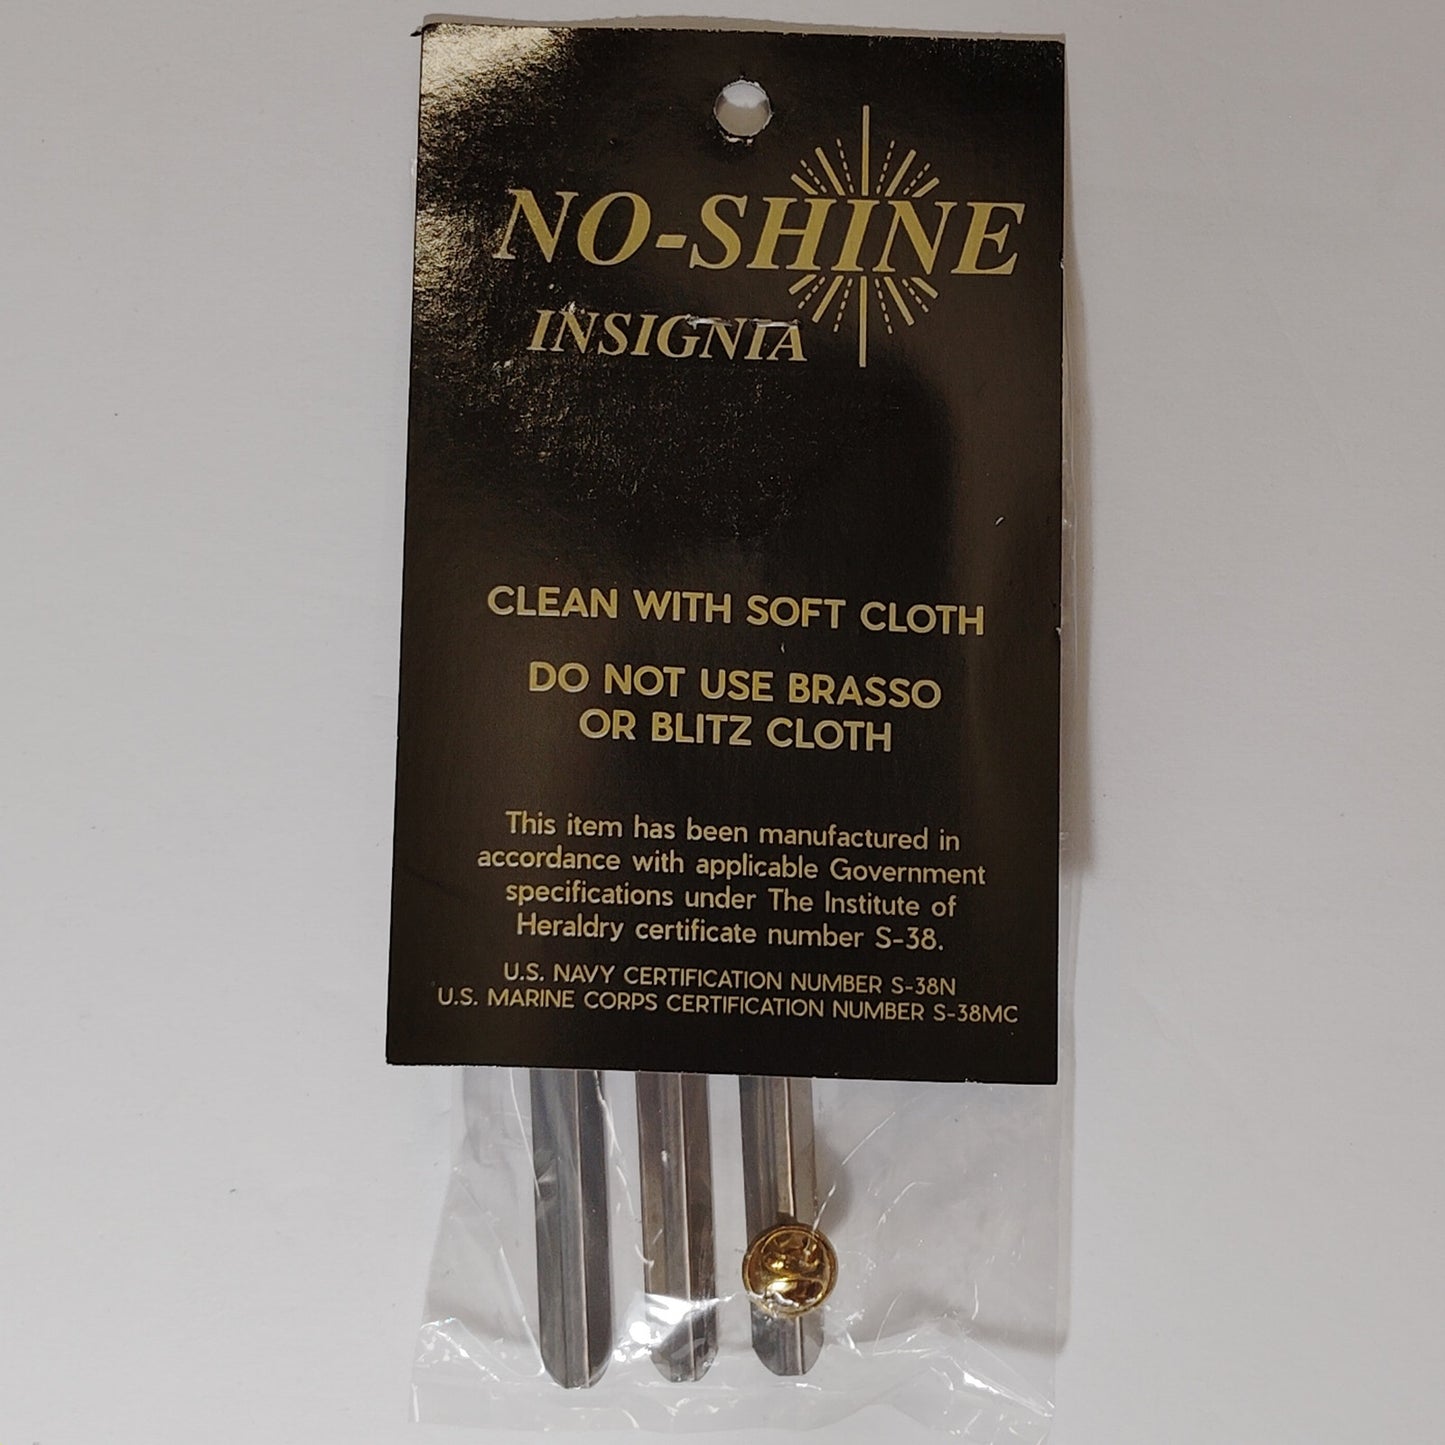 NO-SHINE
INSIGNIA
CLEAN WITH SOFT CLOTH
DO NOT USE BRASSO
OR BLITZ CLOTH
This item has been manufactured in
accordance with applicable Government
specifications under The Institute of
Heraldry certificate number S-38.
U.S. NAVY CERTIFICATION NUMBER S-38N
U.S. MARINE CORPS CERTIFICATION NUMBER S-38MC